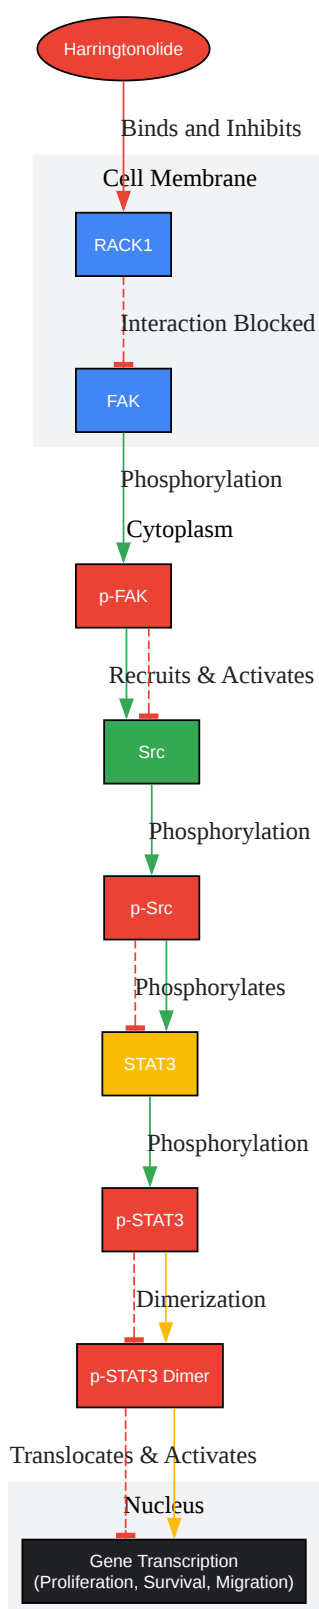 Harringtonolide
Binds and Inhibits
Cell Membrane
RACK1
Interaction Blocked
FAK
Phosphorylation
Cytoplasm
p-FAK
Recruits & Activates
Src
Phosphorylation
p-Src
Phosphorylates
STAT3
Phosphorylation
p-STAT3
Dimerization
p-STAT3 Dimer
Translocates & Activates
Nucleus
Gene Transcription
(Proliferation, Survival, Migration)